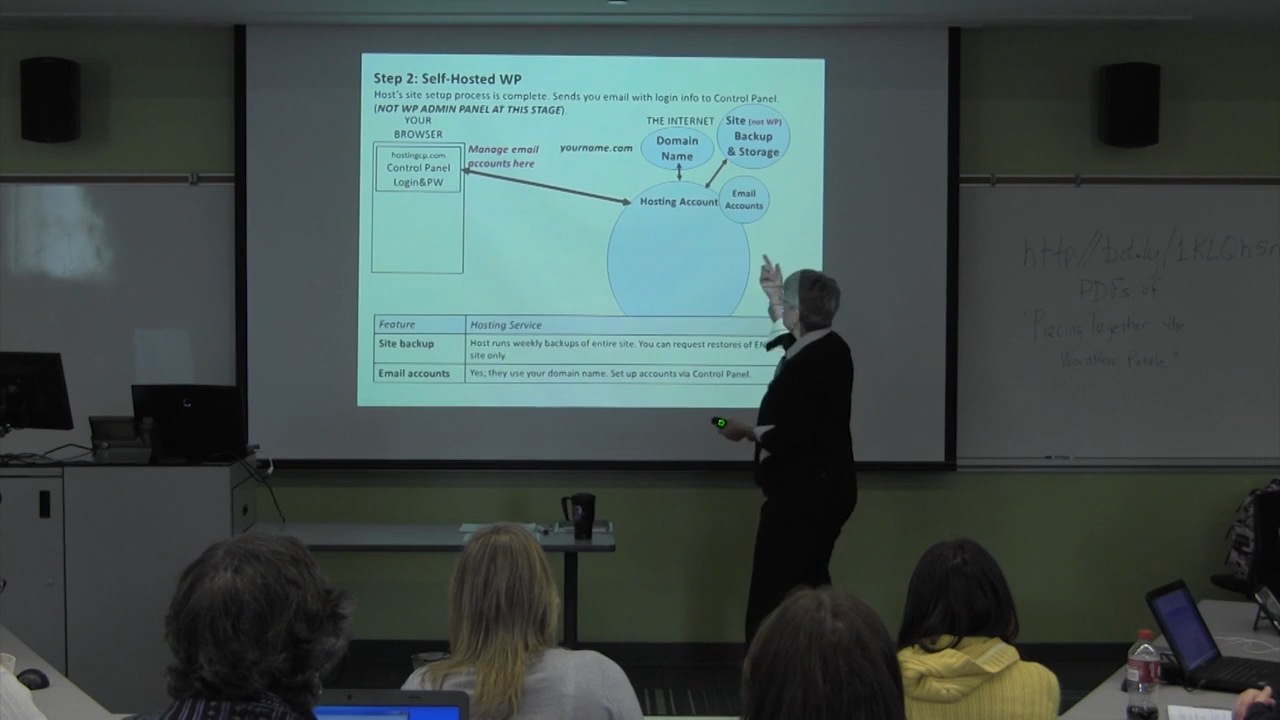 Step 2: Self-Hosted WP
Host's site setup process is complete. Sends you email with login info to Control Panel.
(NOT WP ADMIN PANEL AT THIS STAGE).
YOUR
BROWSER
hostingcp.com
Control Panel
Login&PW
Manage email
accounts here
yourname.com
THE INTERNET
Domain
Name
Site (not WP)
Backup
& Storage
Hosting Account
Email
Accounts
Feature Hosting Service
Site backup Host runs weekly backups of entire site. You can request restores of
site only.
Email accounts Yes; they use your domain name. Set up accounts via Control Panel.
PDFs of
"Piecing Together the
Wordpress Puzzle"